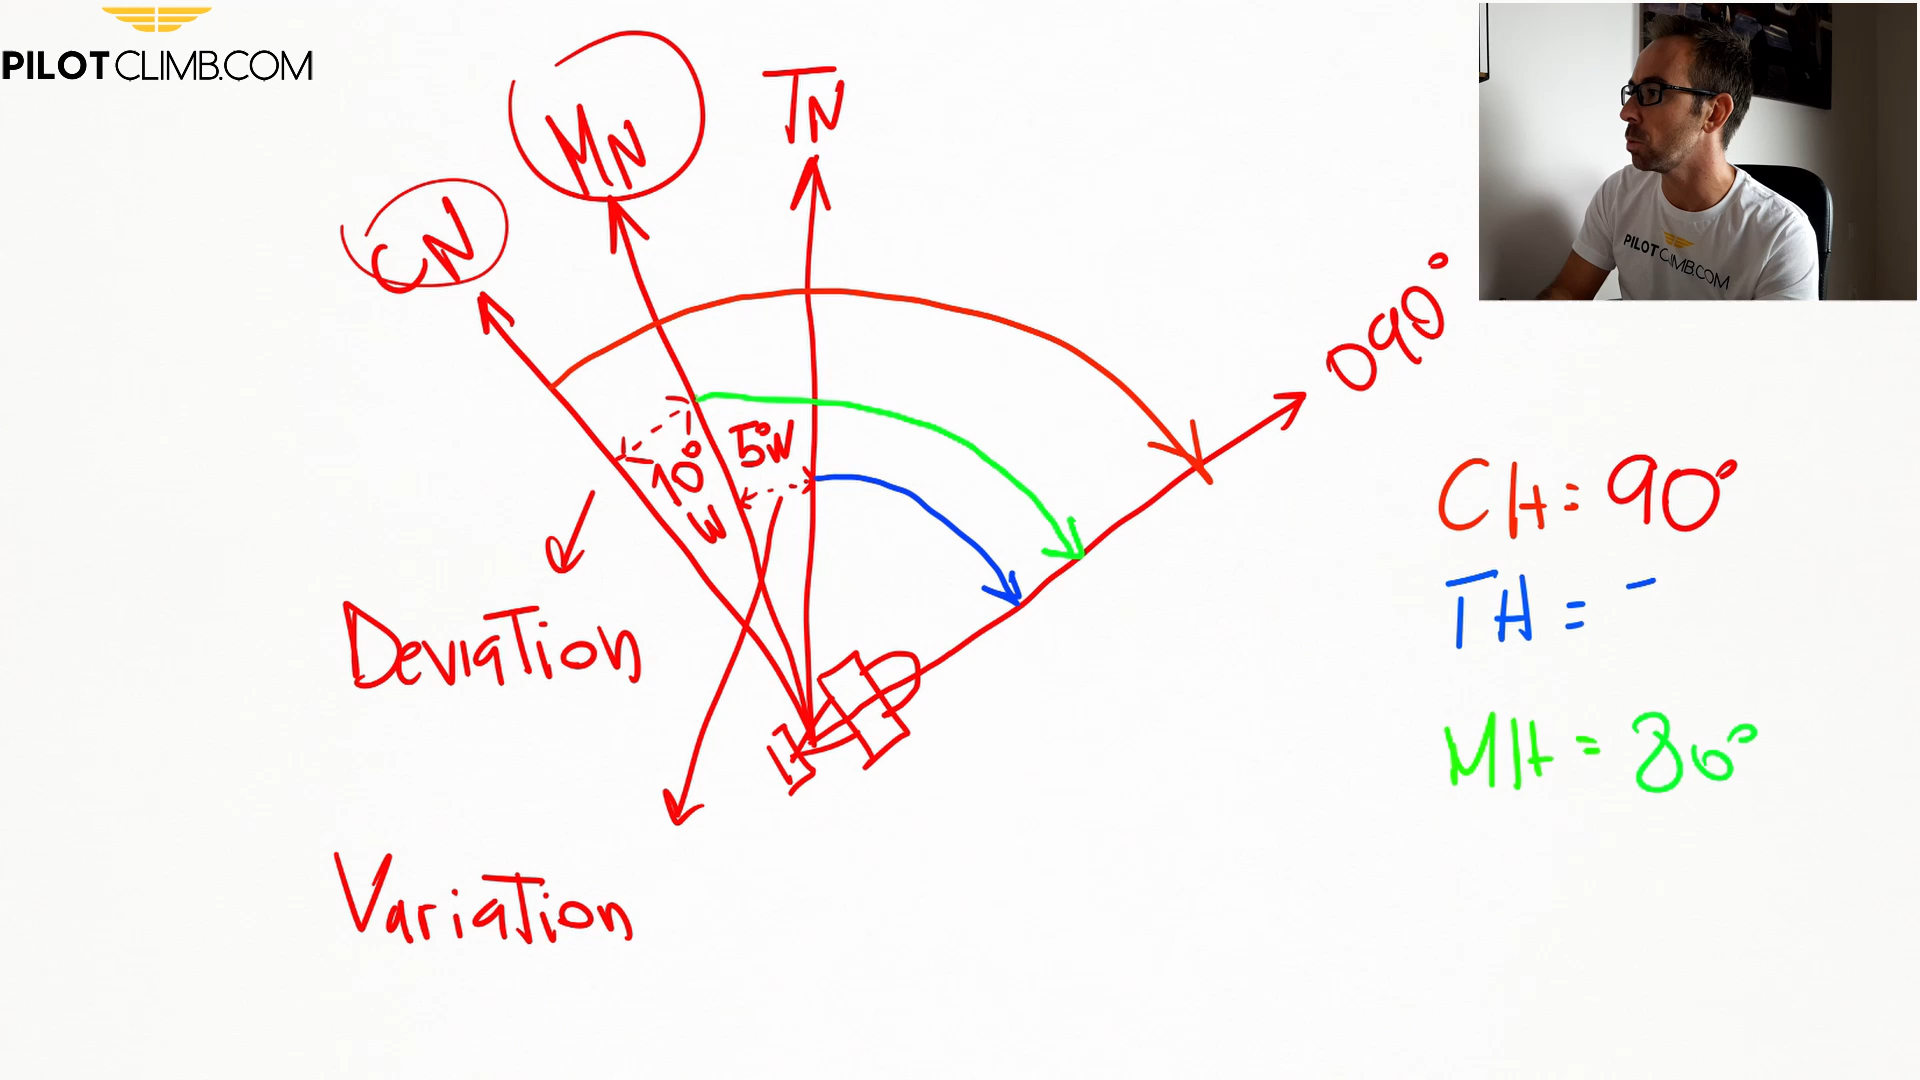 PILOTCLIMB.COM
MN
TN
CN
PILOTCLIMB.COM
090°
5°W
10°
W
CH = 90°
TH = -
Deviation
MH = 80°
Variation